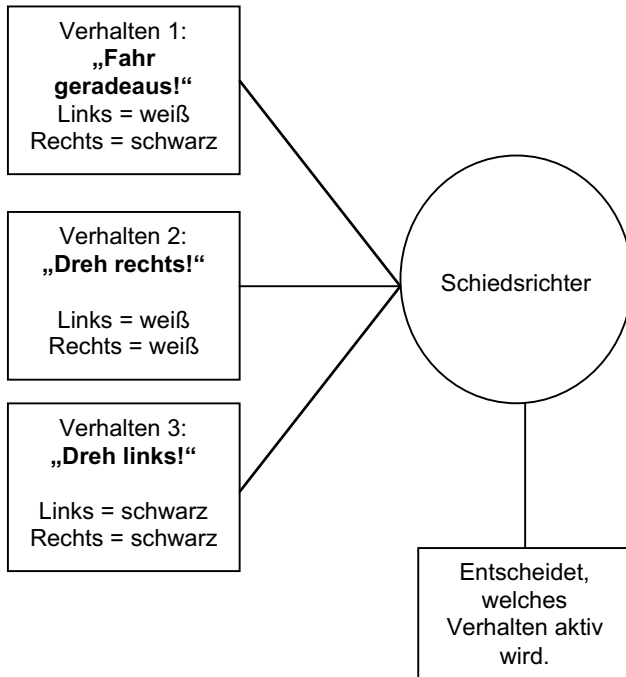 Verhalten 1:
„Fahr
geradeaus!“
Links = weiß
Rechts = schwarz
Verhalten 2:
„Dreh rechts!“
Links = weiß
Rechts = weiß
Verhalten 3:
„Dreh links!“
Links = schwarz
Rechts = schwarz
Schiedsrichter
Entscheidet,
welches
Verhalten aktiv
wird.